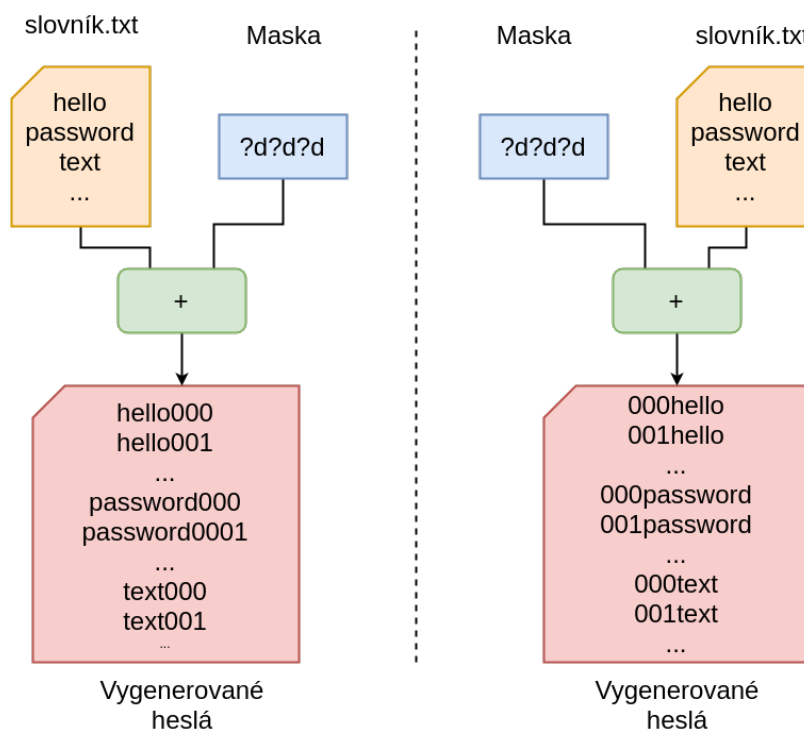 slovník.txt
Maska
hello
password
text
...
?d?d?d
+
hello000
hello001
...
password000
password0001
...
text000
text001
...
Vygenerované
heslá
Maska
slovník.txt
?d?d?d
hello
password
text
...
+
000hello
001hello
...
000password
001password
...
000text
001text
...
Vygenerované
heslá